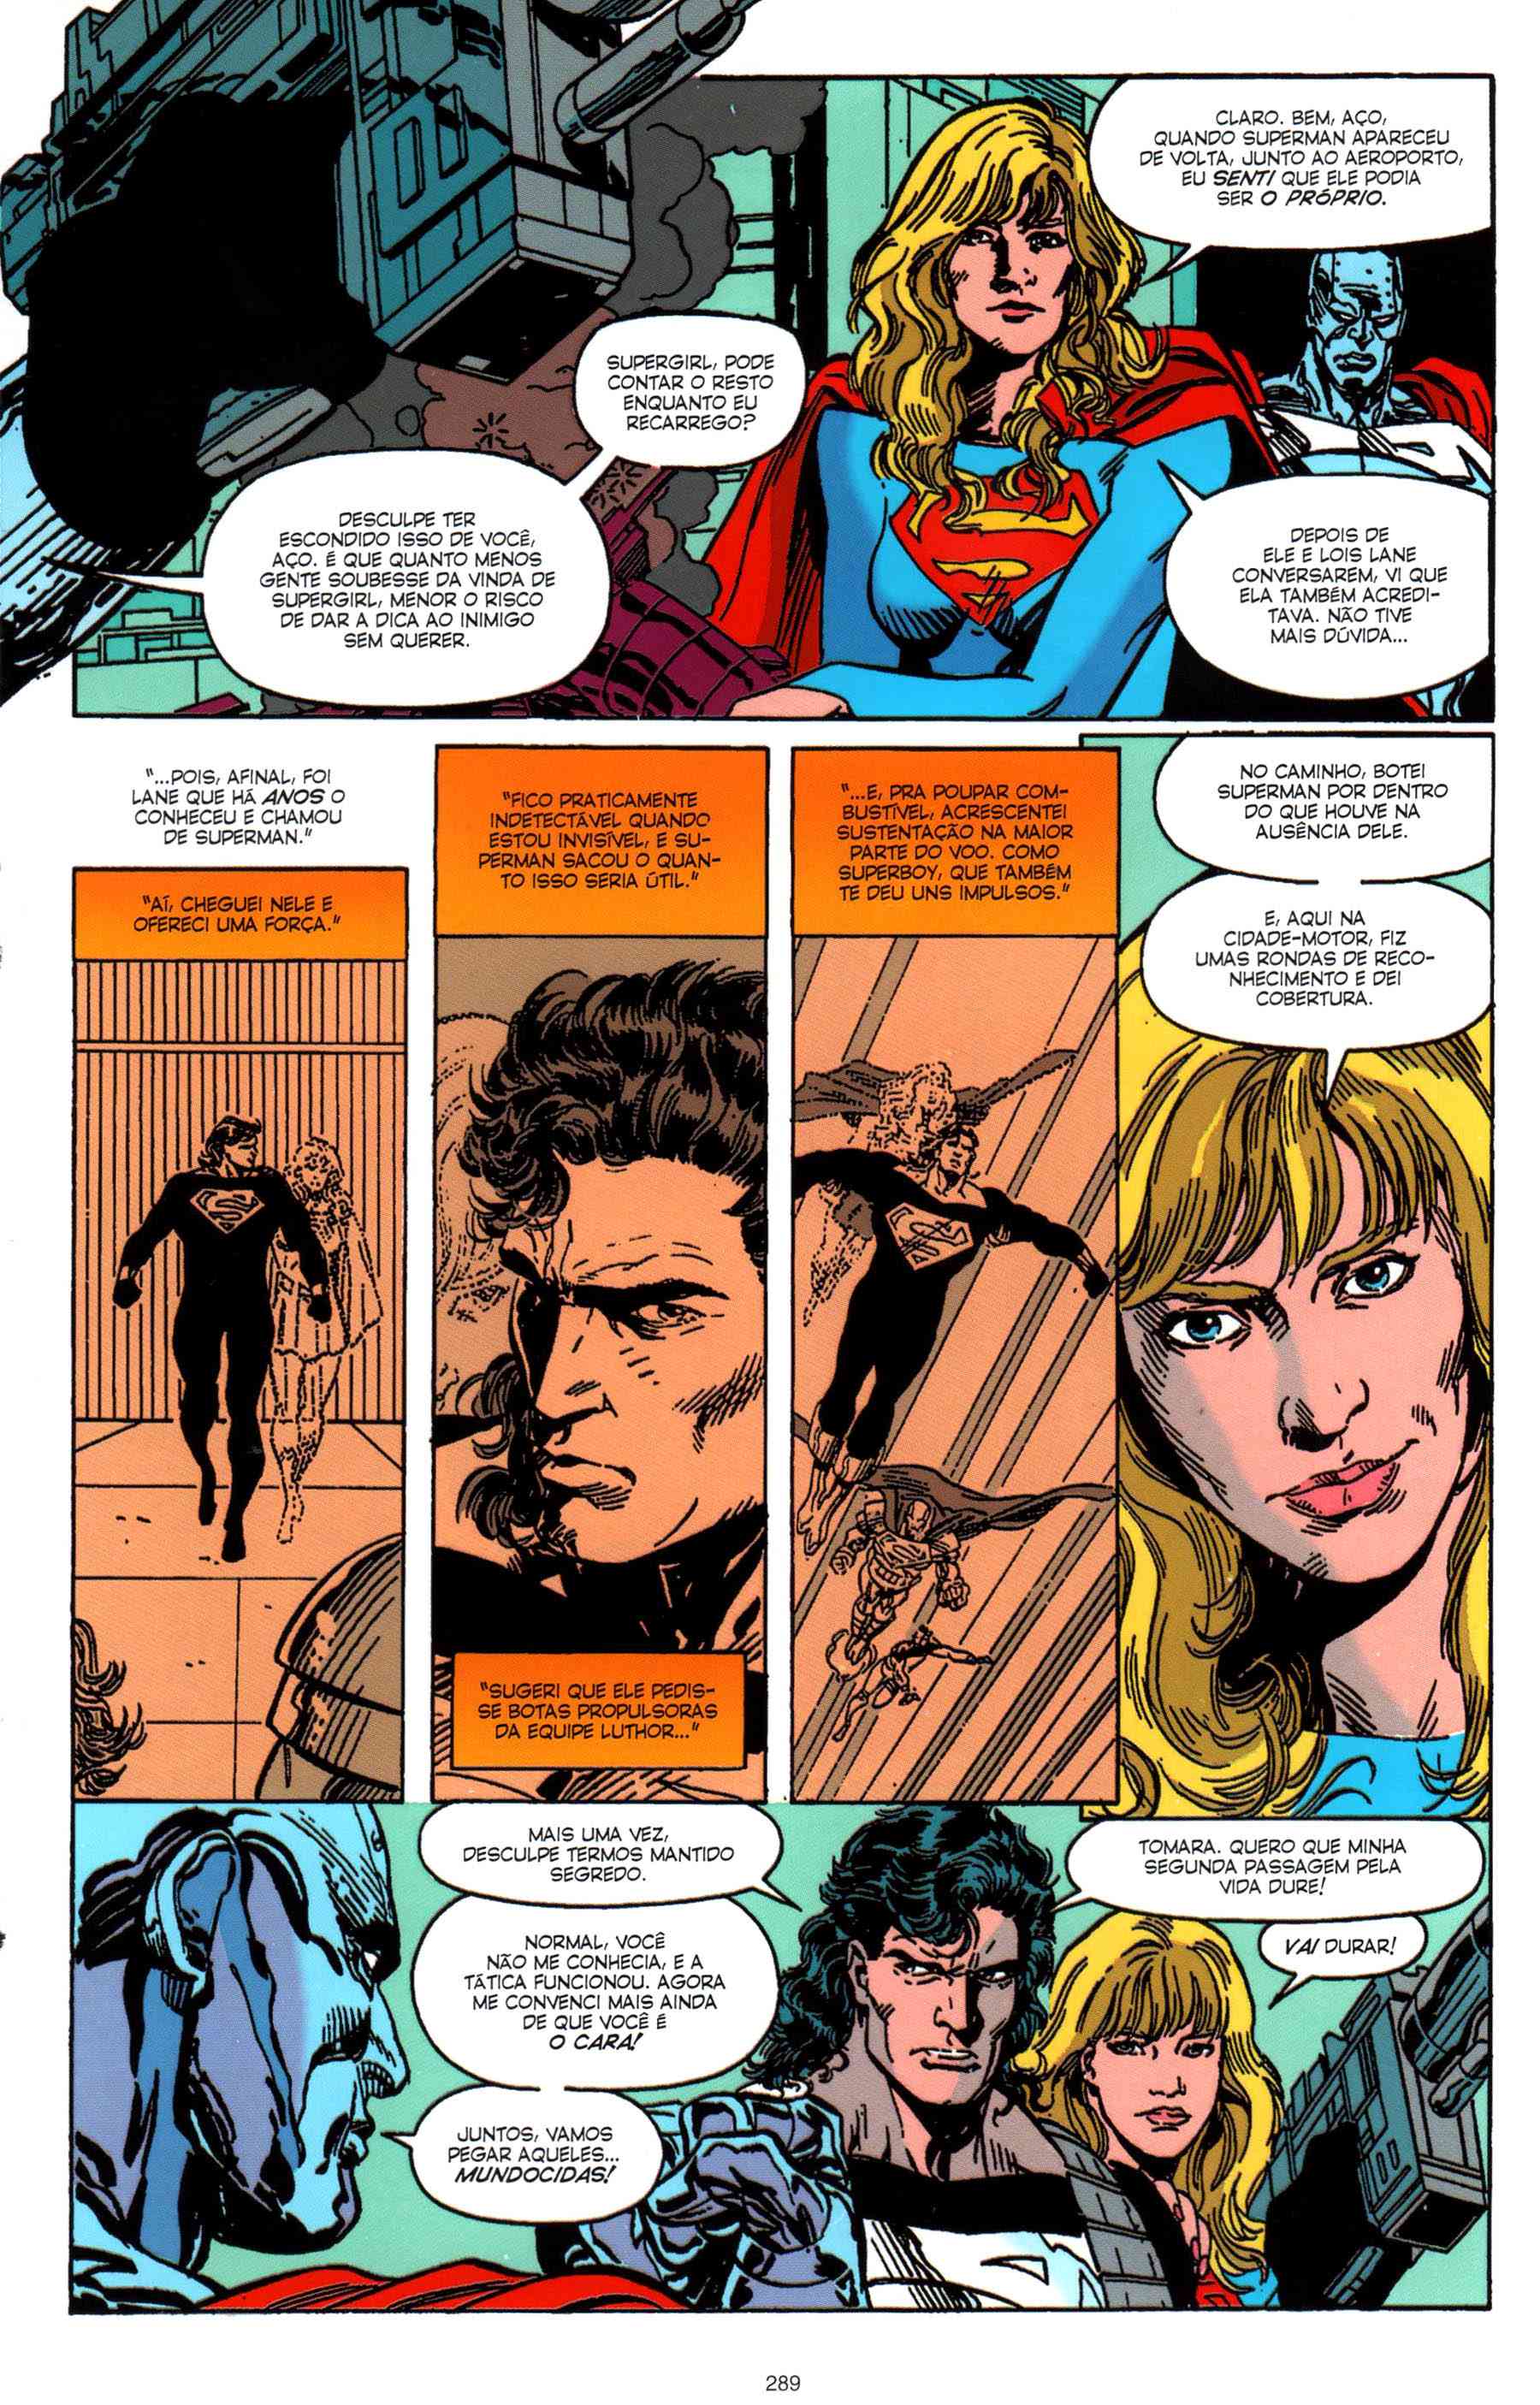 DESCULPE TER
ESCONDIDO ISSO DE VOCÊ,
AÇO. É QUE QUANTO MENOS
GENTE SOUBESSE DA VINDA DE
SUPERGIRL, MENOR O RISCO
DE DAR A DICA AO INIMIGO
SEM QUERER.
SUPERGIRL, PODE
CONTAR O RESTO
ENQUANTO EU
RECARREGO?
CLARO. BEM, AÇO,
QUANDO SUPERMAN APARECEU
DE VOLTA, JUNTO AO AEROPORTO,
EU SENTI QUE ELE PODIA
SER O PRÓPRIO.
DEPOIS DE
ELE E LOIS LANE
CONVERSAREM, VI QUE
ELA TAMBÉM ACREDI-
TAVA. NÃO TIVE
MAIS DÚVIDA...
"...POIS, AFINAL, FOI
LANE QUE HÁ ANOS O
CONHECEU E CHAMOU
DE SUPERMAN."
"AÍ, CHEGUEI NELE E
OFERECI UMA FORÇA."
"FICO PRATICAMENTE
INDETECTÁVEL QUANDO
ESTOU INVISÍVEL, E SU-
PERMAN SACOU O QUAN-
TO ISSO SERIA ÚTIL."
"SUGERI QUE ELE PEDIS-
SE BOTAS PROPULSORAS
DA EQUIPE LUTHOR..."
"...E, PRA POUPAR COM-
BUSTÍVEL, ACRESCENTEI
SUSTENTAÇÃO NA MAIOR
PARTE DO VOO. COMO
SUPERBOY, QUE TAMBÉM
TE DEU UNS IMPULSOS."
NO CAMINHO, BOTEI
SUPERMAN POR DENTRO
DO QUE HOUVE NA
AUSÊNCIA DELE.
E, AQUI NA
CIDADE-MOTOR, FIZ
UMAS RONDAS DE RECO-
NHECIMENTO E DEI
COBERTURA.
MAIS UMA VEZ,
DESCULPE TERMOS MANTIDO
SEGREDO.
NORMAL, VOCÊ
NÃO ME CONHECIA, E A
TÁTICA FUNCIONOU. AGORA
ME CONVENCI MAIS AINDA
DE QUE VOCÊ É
O CARA!
JUNTOS, VAMOS
PEGAR AQUELES...
MUNDOCIDAS!
TOMARA. QUERO QUE MINHA
SEGUNDA PASSAGEM PELA
VIDA DURE!
VAI DURAR!
289